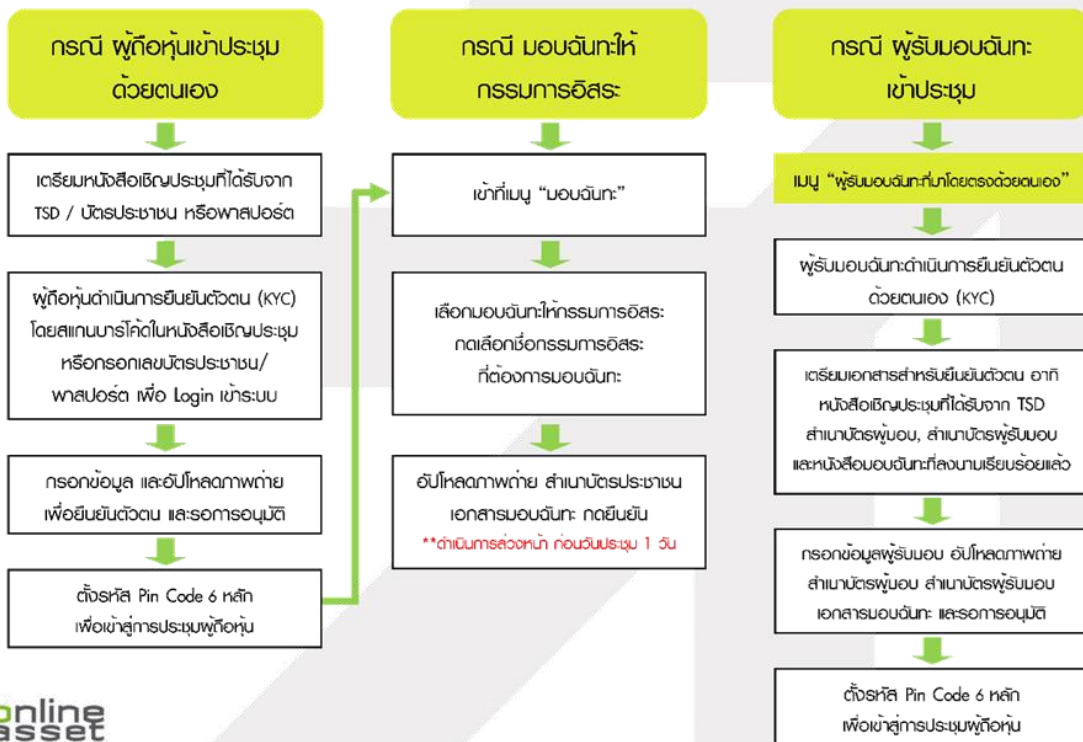 กรณี ผู้ถือหุ้นเข้าประชุม
ด้วยตนเอง
เตรียมหนังสือเชิญประชุมที่ได้รับจาก
TSD / บัตรประชาชน หรือพาสปอร์ต
ผู้ถือหุ้นดำเนินการยืนยันตัวตน (KYC)
โดยสแกนบาร์โค้ดในหนังสือเชิญประชุม
หรือกรอกเลขบัตรประชาชน/
พาสปอร์ต เพื่อ Login เข้าระบบ
กรอกข้อมูล และอัปโหลดภาพถ่าย
เพื่อยืนยันตัวตน และรอการอนุมัติ
ตั้งรหัส Pin Code 6 หลัก
เพื่อเข้าสู่การประชุมผู้ถือหุ้น
กรณี มอบฉันทะให้
กรรมการอิสระ
เข้าที่เมนู “มอบฉันทะ”
เลือกมอบฉันทะให้กรรมการอิสระ
กดเลือกชื่อกรรมการอิสระ
ที่ต้องการมอบฉันทะ
อัปโหลดภาพถ่าย สำเนาบัตรประชาชน
เอกสารมอบฉันทะ กดยืนยัน
**ดำเนินการล่วงหน้า ก่อนวันประชุม 1 วัน
กรณี ผู้รับมอบฉันทะ
เข้าประชุม
เมนู “ผู้รับมอบฉันทะที่มาโดยตรงด้วยตนเอง”
ผู้รับมอบฉันทะดำเนินการยืนยันตัวตน
ด้วยตนเอง (KYC)
เตรียมเอกสารสำหรับยืนยันตัวตน อาทิ
หนังสือเชิญประชุมที่ได้รับจาก TSD
สำเนาบัตรผู้มอบ, สำเนาบัตรผู้รับมอบ
และหนังสือมอบฉันทะที่ลงนามเรียบร้อยแล้ว
กรอกข้อมูลผู้รับมอบ อัปโหลดภาพถ่าย
สำเนาบัตรผู้มอบ สำเนาบัตรผู้รับมอบ
เอกสารมอบฉันทะ และรอการอนุมัติ
ตั้งรหัส Pin Code 6 หลัก
เพื่อเข้าสู่การประชุมผู้ถือหุ้น
online
asset